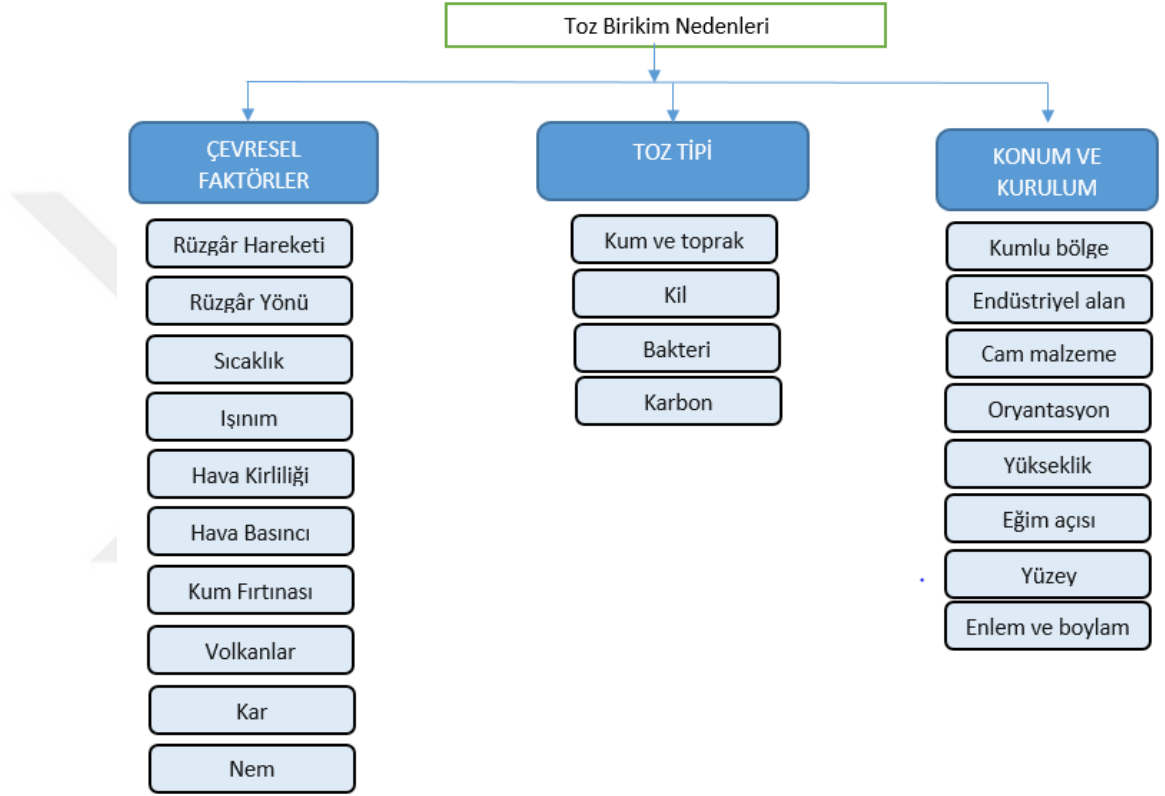 Toz Birikim Nedenleri
ÇEVRESEL
FAKTÖRLER
Rüzgâr Hareketi
Rüzgâr Yönü
Sıcaklık
Işınım
Hava Kirliliği
Hava Basıncı
Kum Fırtınası
Volkanlar
Kar
Nem
TOZ TİPİ
Kum ve toprak
Kil
Bakteri
Karbon
KONUM VE
KURULUM
Kumlu bölge
Endüstriyel alan
Cam malzeme
Oryantasyon
Yükseklik
Eğim açısı
Yüzey
Enlem ve boylam